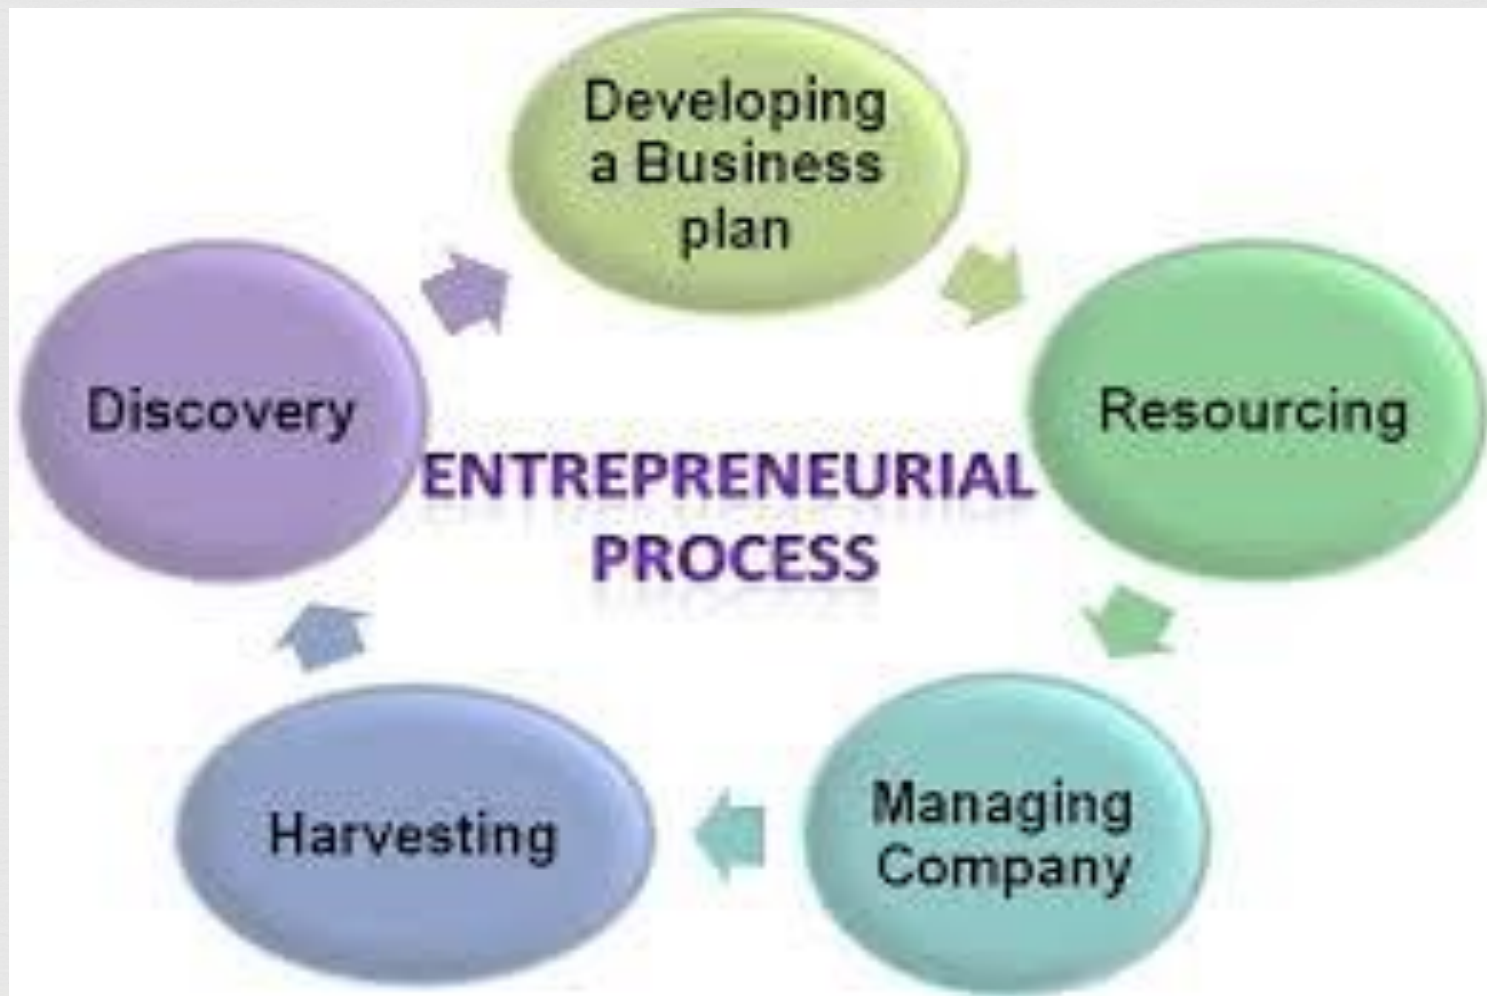 Developing
a Business
plan
Discovery
Resourcing
ENTREPRENEURIAL
PROCESS
Harvesting
Managing
Company